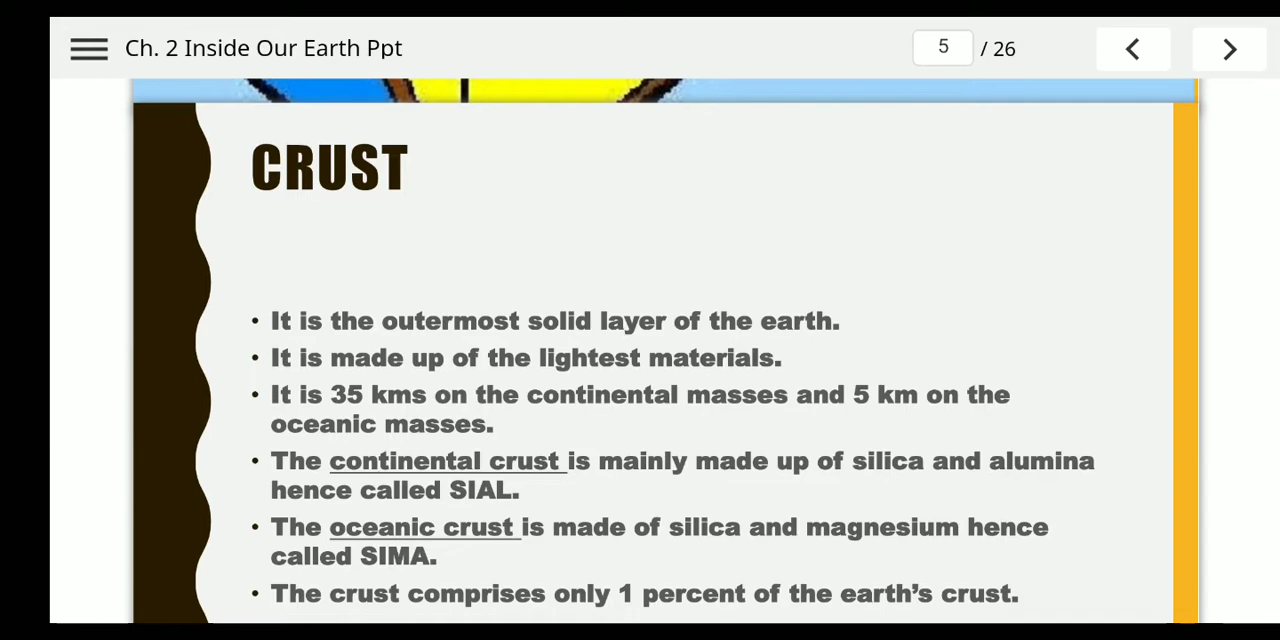 Ch. 2 Inside Our Earth Ppt
5 / 26
CRUST
• It is the outermost solid layer of the earth.
• It is made up of the lightest materials.
• It is 35 kms on the continental masses and 5 km on the
oceanic masses.
• The continental crust is mainly made up of silica and alumina
hence called SIAL.
• The oceanic crust is made of silica and magnesium hence
called SIMA.
• The crust comprises only 1 percent of the earth’s crust.